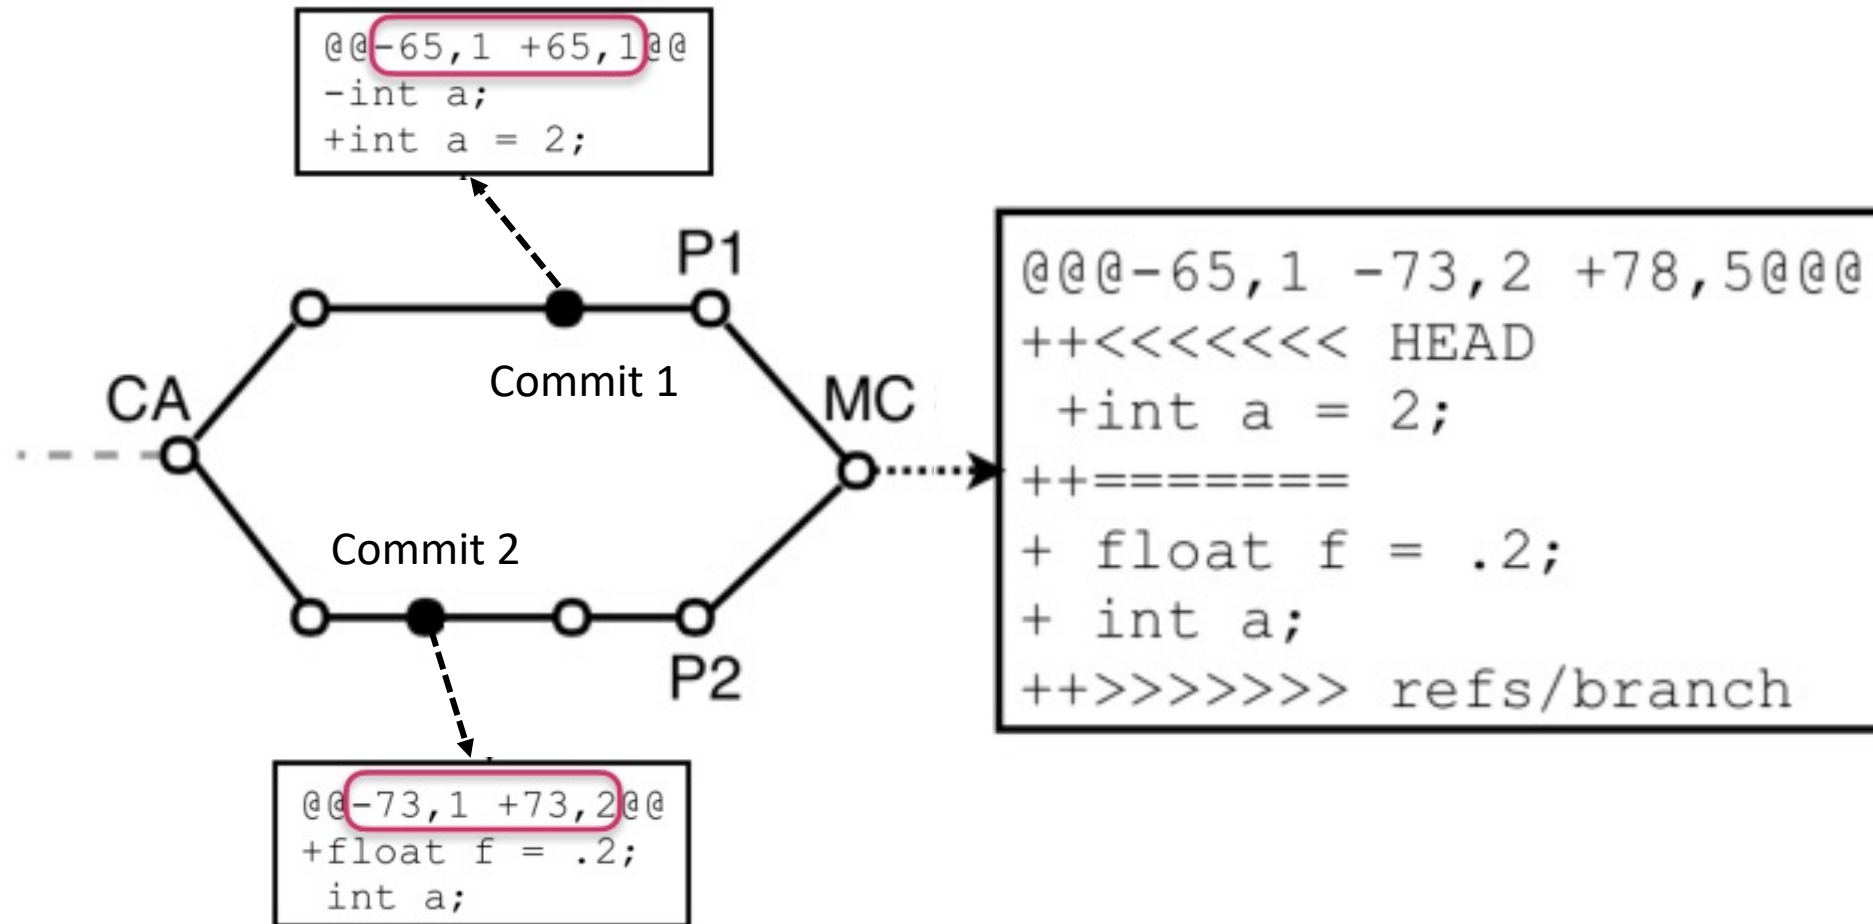 @@-65,1 +65,1@@
-int a;
+int a = 2;
P1
Commit 1
CA
MC
Commit 2
P2
@@-73,1 +73,2@@
+float f = .2;
 int a;
@@@-65,1 -73,2 +78,5@@@
++<<<<<<< HEAD
 +int a = 2;
++=======
+ float f = .2;
+ int a;
++>>>>>>> refs/branch